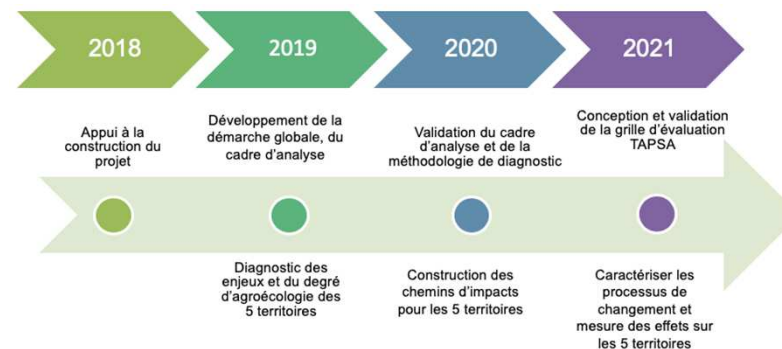 2018
2019
2020
2021
Appui à la
construction du
projet
Développement de la
démarche globale, du
cadre d'analyse
Validation du cadre
d'analyse et de la
méthodologie de diagnostic
Conception et validation
de la grille d'évaluation
TAPSA
Diagnostic des
enjeux et du degré
d'agroécologie des
5 territoires
Construction des
chemins d'impacts
pour les 5 territoires
Caractériser les
processus de
changement et
mesure des effets sur
les 5 territoires